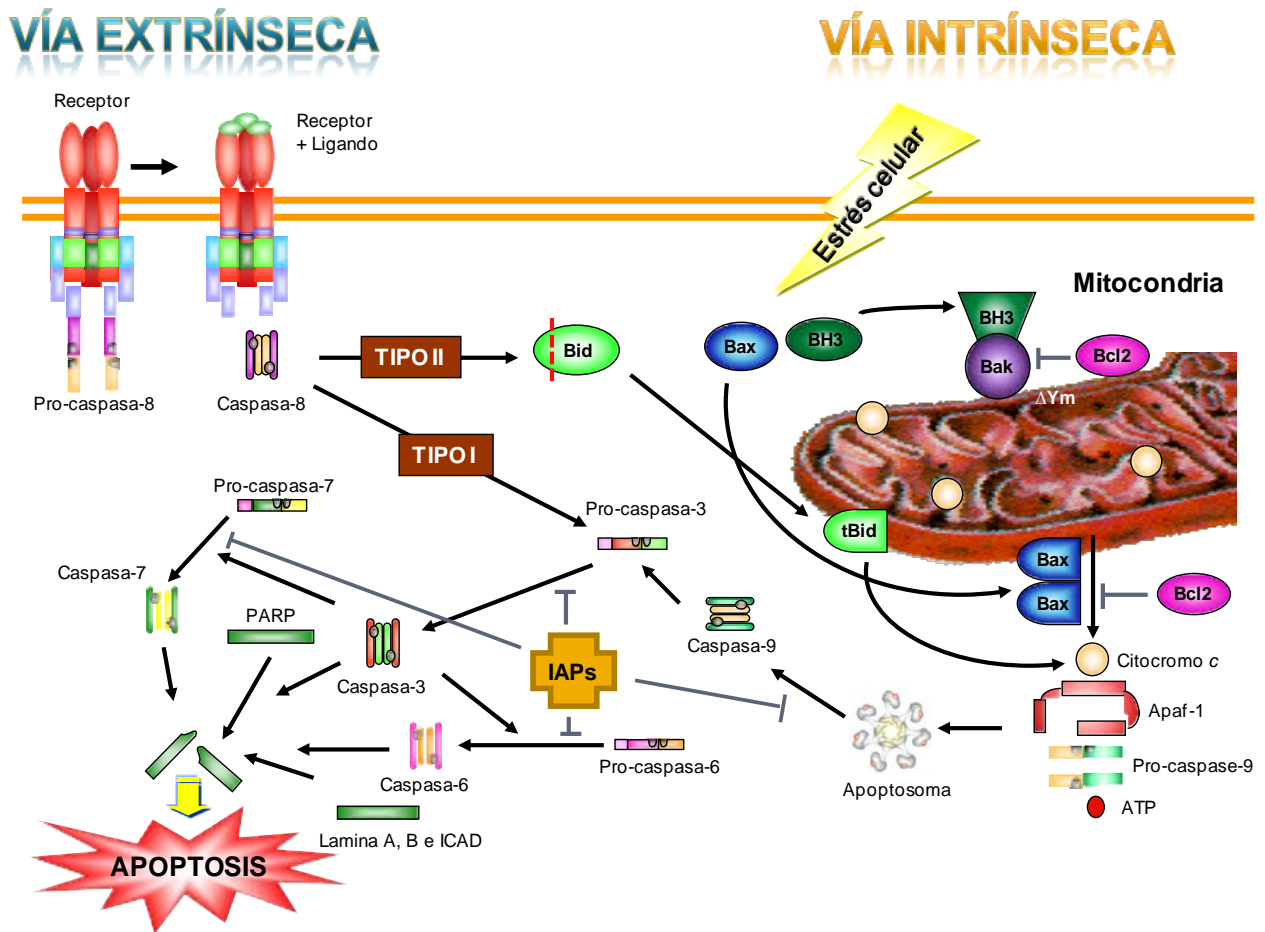 VÍA EXTRÍNSECA
VÍA INTRÍNSECA
Receptor
Receptor
+ Ligando
Estrés celular
Mitocondria
Pro-caspasa-8
Caspasa-8
TIPO II
Bid
Bax
BH3
BH3
Bak
Bcl2
ΔYm
TIPO I
Pro-caspasa-7
Pro-caspasa-3
tBid
Caspasa-7
PARP
Bax
Bax
Bcl2
Caspasa-9
Caspasa-3
IAPs
Citocromo c
Apaf-1
Caspasa-6
Pro-caspasa-6
Apoptosoma
Pro-caspase-9
ATP
Lamina A, B e ICAD
APOPTOSIS